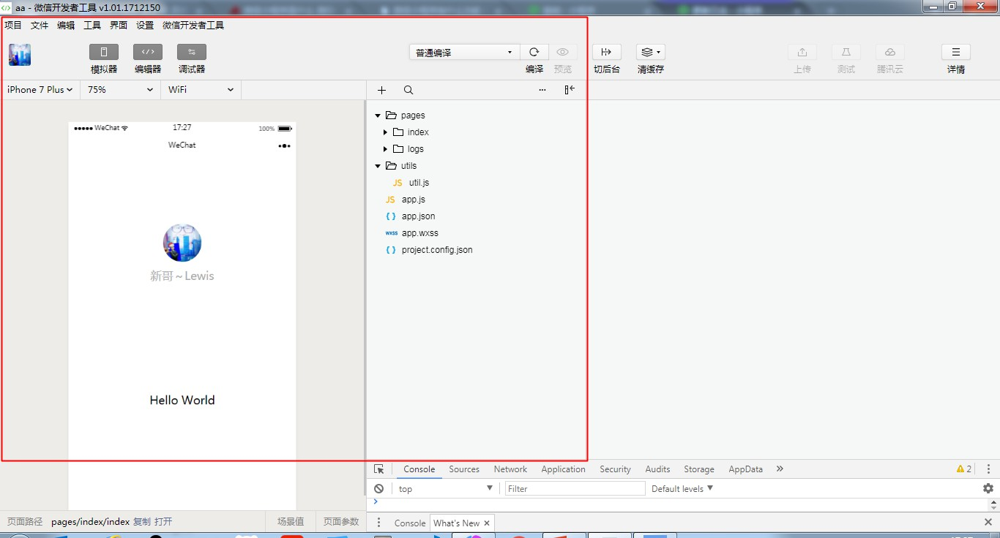 aa - 微信开发者工具 v1.01.1712150
项目 文件 编辑 工具 界面 设置 微信开发者工具
普通编译
模拟器 编辑器 调试器 编译 预览 切后台 清缓存 上传 测试 腾讯云 详情
iPhone 7 Plus 75% WiFi
WeChat 17:27 100%
WeChat
新哥~Lewis
Hello World
pages
index
logs
utils
JS util.js
JS app.js
{ } app.json
wxss app.wxss
{ } project.config.json
Console Sources Network Application Security Audits Storage AppData » 2
top Filter Default levels
>
页面路径 pages/index/index 复制 打开 场景值 页面参数
Console What's New ×